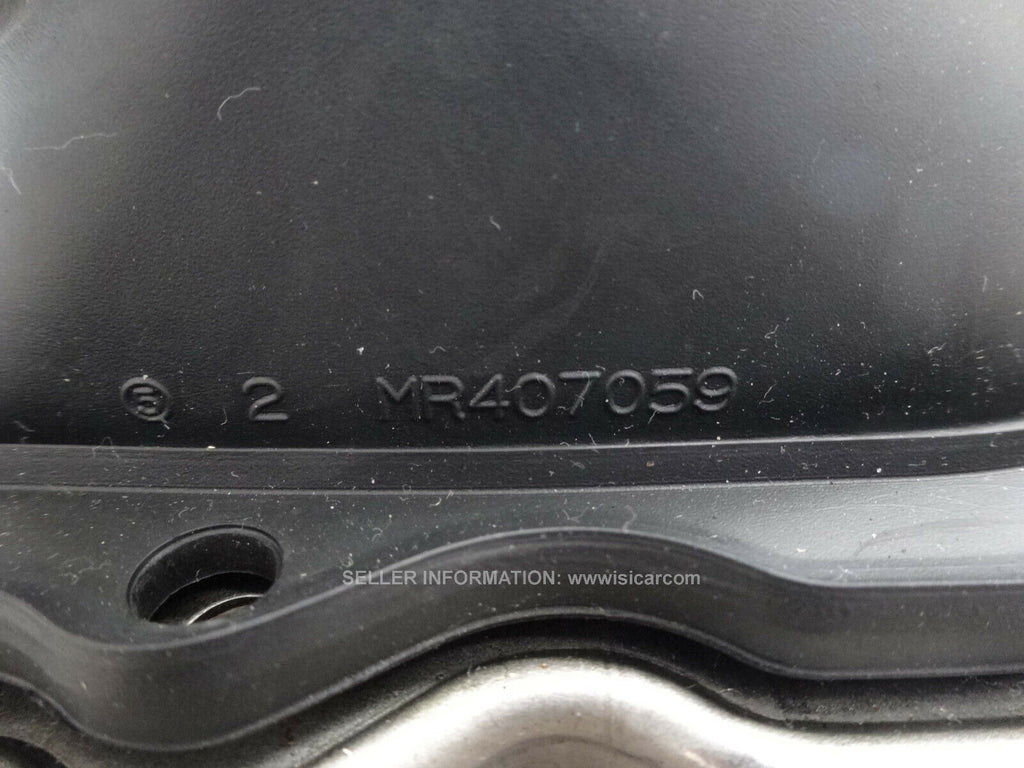 2 MR407059
SELLER INFORMATION: wwwisicarcom